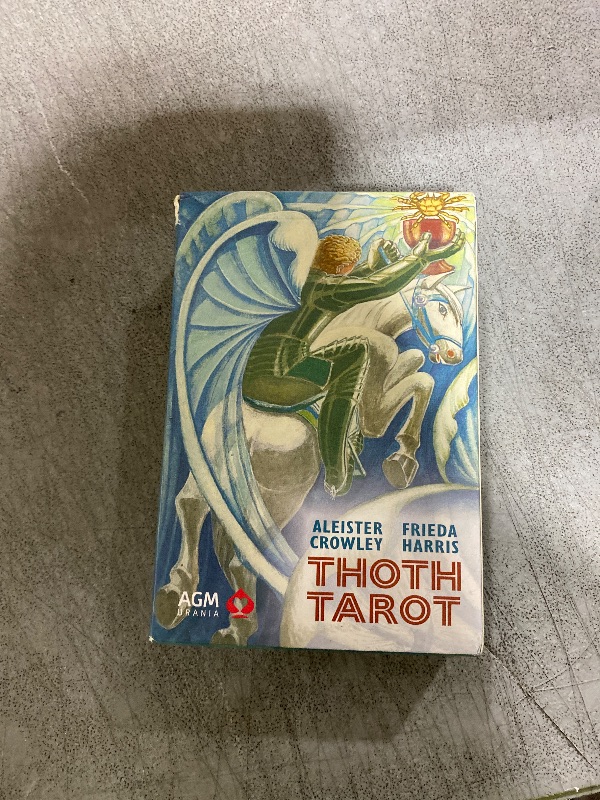 ALEISTER FRIEDA
CROWLEY HARRIS
THOTH
TAROT
AGM
URANIA